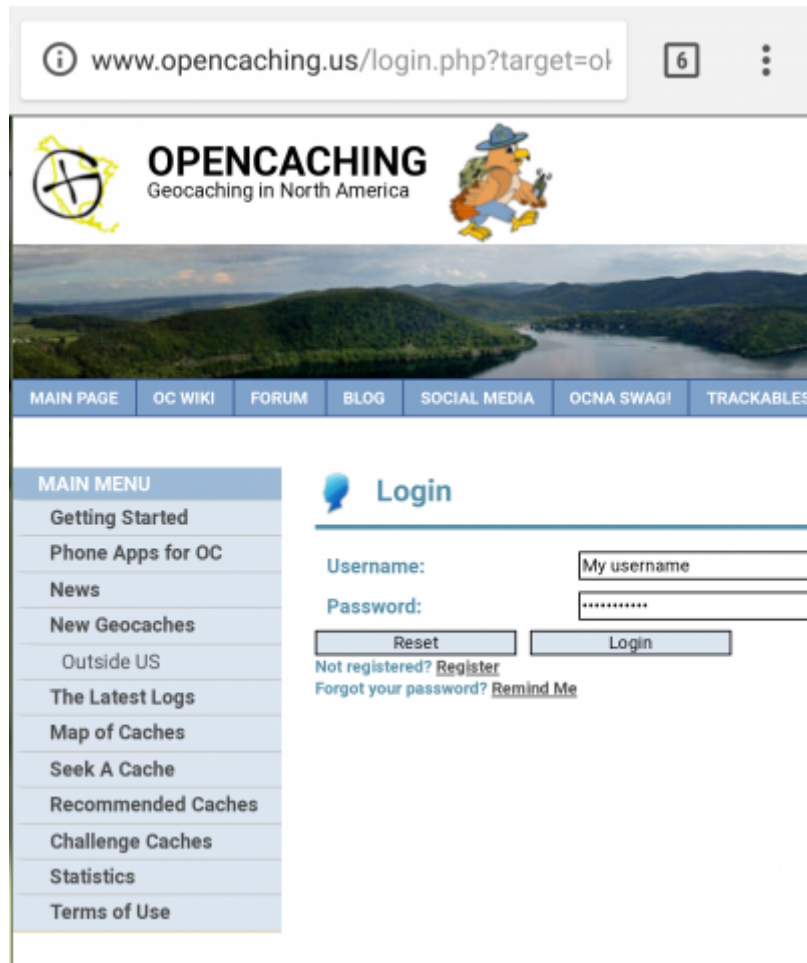 www.opencaching.us/login.php?target=ok
6
OPENCACHING
Geocaching in North America
MAIN PAGE OC WIKI FORUM BLOG SOCIAL MEDIA OCNA SWAG! TRACKABLES
MAIN MENU
Getting Started
Phone Apps for OC
News
New Geocaches
Outside US
The Latest Logs
Map of Caches
Seek A Cache
Recommended Caches
Challenge Caches
Statistics
Terms of Use
Login
Username: My username
Password: •••••••••••
Reset Login
Not registered? Register
Forgot your password? Remind Me